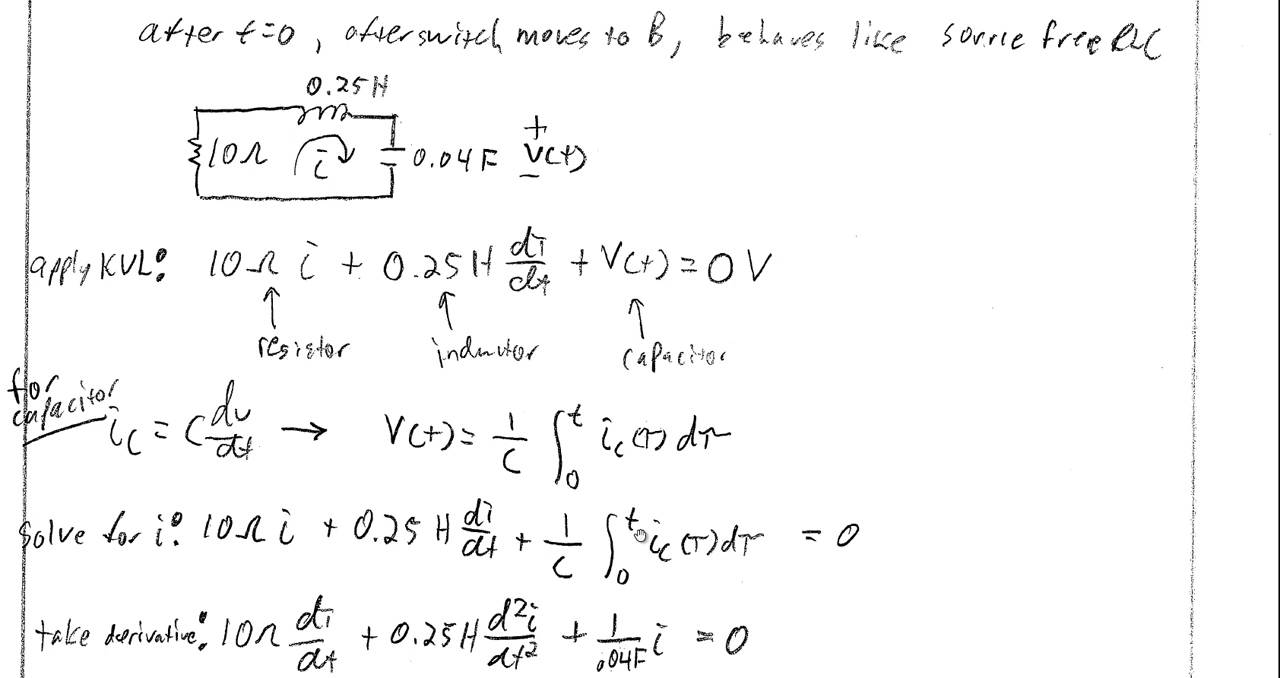 after t=0, after switch moves to B, behaves like source free RLC
0.25H
10Ω i 0.04F + V(t) −
apply KVL: 10Ω i + 0.25H di/dt + V(t) = 0 V
↑ resistor ↑ inductor ↑ capacitor
for capacitor i_C = C dv/dt → V(t) = 1/C ∫₀ᵗ i_C(τ) dτ
Solve for i: 10Ω i + 0.25 H di/dt + 1/C ∫₀ᵗ i_C(τ) dτ = 0
take derivative: 10Ω di/dt + 0.25H d²i/dt² + 1/.04F i = 0